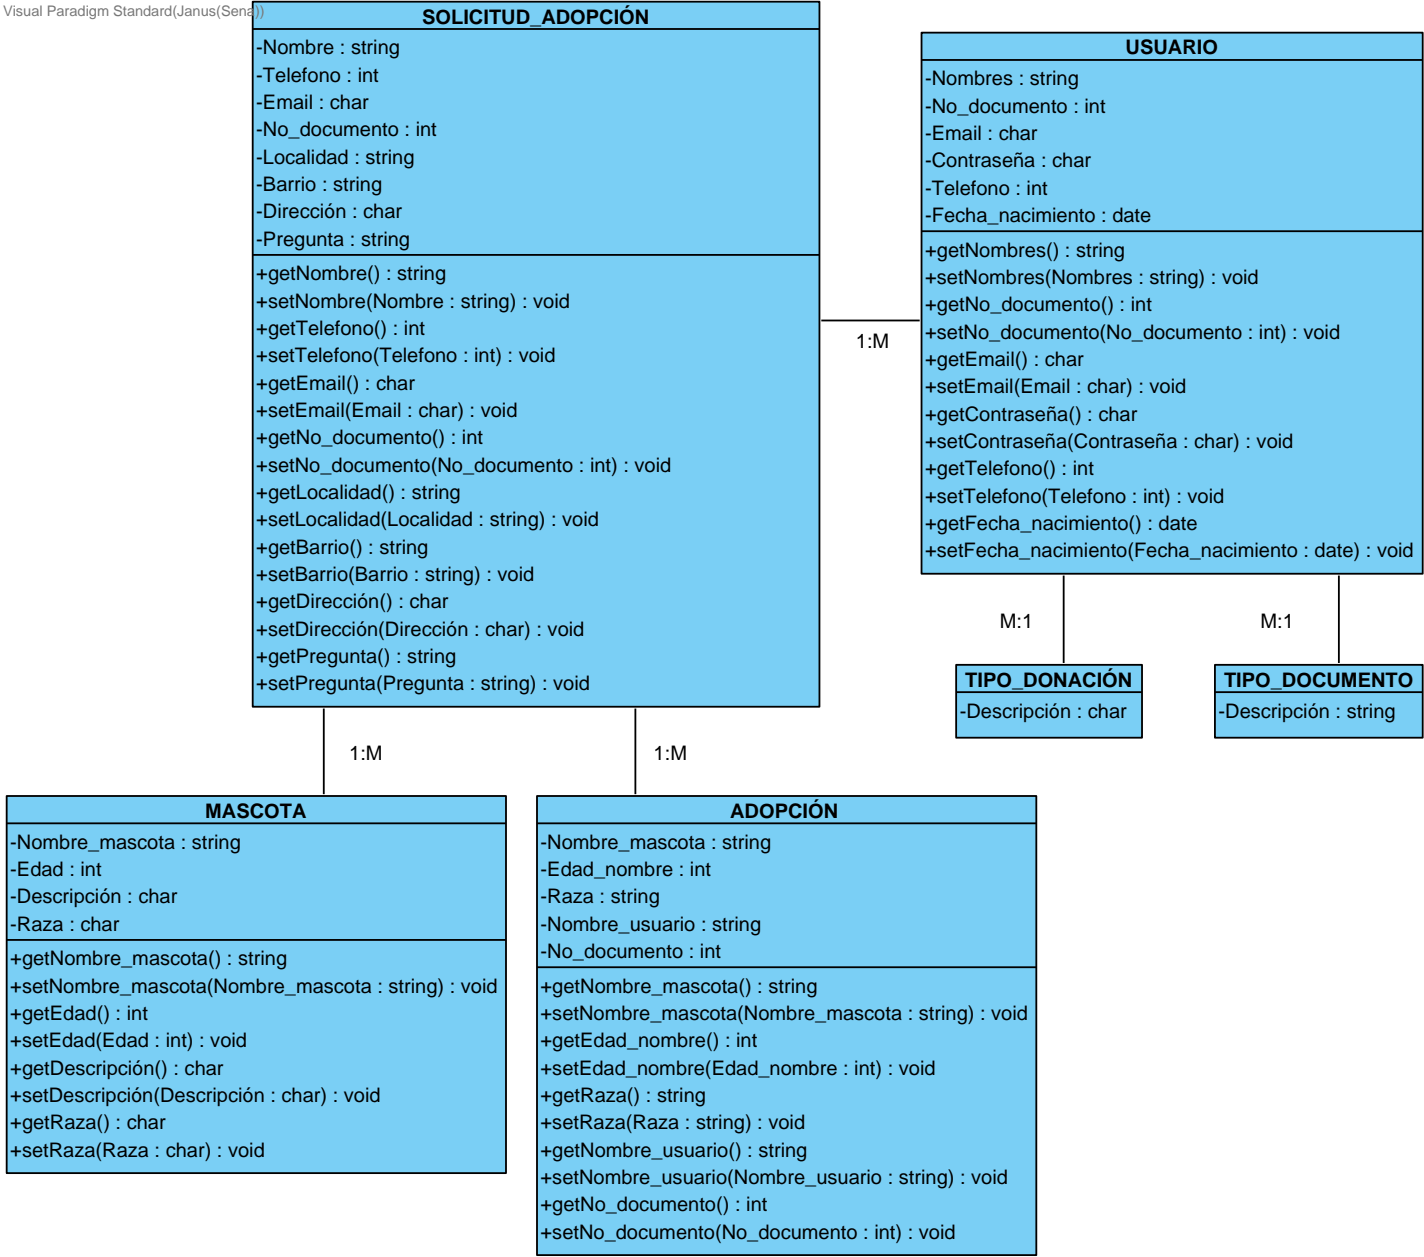 Visual Paradigm Standard(Janus(Sena))
SOLICITUD_ADOPCIÓN
-Nombre : string
-Telefono : int
-Email : char
-No_documento : int
-Localidad : string
-Barrio : string
-Dirección : char
-Pregunta : string
+getNombre() : string
+setNombre(Nombre : string) : void
+getTelefono() : int
+setTelefono(Telefono : int) : void
+getEmail() : char
+setEmail(Email : char) : void
+getNo_documento() : int
+setNo_documento(No_documento : int) : void
+getLocalidad() : string
+setLocalidad(Localidad : string) : void
+getBarrio() : string
+setBarrio(Barrio : string) : void
+getDirección() : char
+setDirección(Dirección : char) : void
+getPregunta() : string
+setPregunta(Pregunta : string) : void
1:M
USUARIO
-Nombres : string
-No_documento : int
-Email : char
-Contraseña : char
-Telefono : int
-Fecha_nacimiento : date
+getNombres() : string
+setNombres(Nombres : string) : void
+getNo_documento() : int
+setNo_documento(No_documento : int) : void
+getEmail() : char
+setEmail(Email : char) : void
+getContraseña() : char
+setContraseña(Contraseña : char) : void
+getTelefono() : int
+setTelefono(Telefono : int) : void
+getFecha_nacimiento() : date
+setFecha_nacimiento(Fecha_nacimiento : date) : void
M:1
M:1
TIPO_DONACIÓN
-Descripción : char
TIPO_DOCUMENTO
-Descripción : string
1:M
1:M
MASCOTA
-Nombre_mascota : string
-Edad : int
-Descripción : char
-Raza : char
+getNombre_mascota() : string
+setNombre_mascota(Nombre_mascota : string) : void
+getEdad() : int
+setEdad(Edad : int) : void
+getDescripción() : char
+setDescripción(Descripción : char) : void
+getRaza() : char
+setRaza(Raza : char) : void
ADOPCIÓN
-Nombre_mascota : string
-Edad_nombre : int
-Raza : string
-Nombre_usuario : string
-No_documento : int
+getNombre_mascota() : string
+setNombre_mascota(Nombre_mascota : string) : void
+getEdad_nombre() : int
+setEdad_nombre(Edad_nombre : int) : void
+getRaza() : string
+setRaza(Raza : string) : void
+getNombre_usuario() : string
+setNombre_usuario(Nombre_usuario : string) : void
+getNo_documento() : int
+setNo_documento(No_documento : int) : void